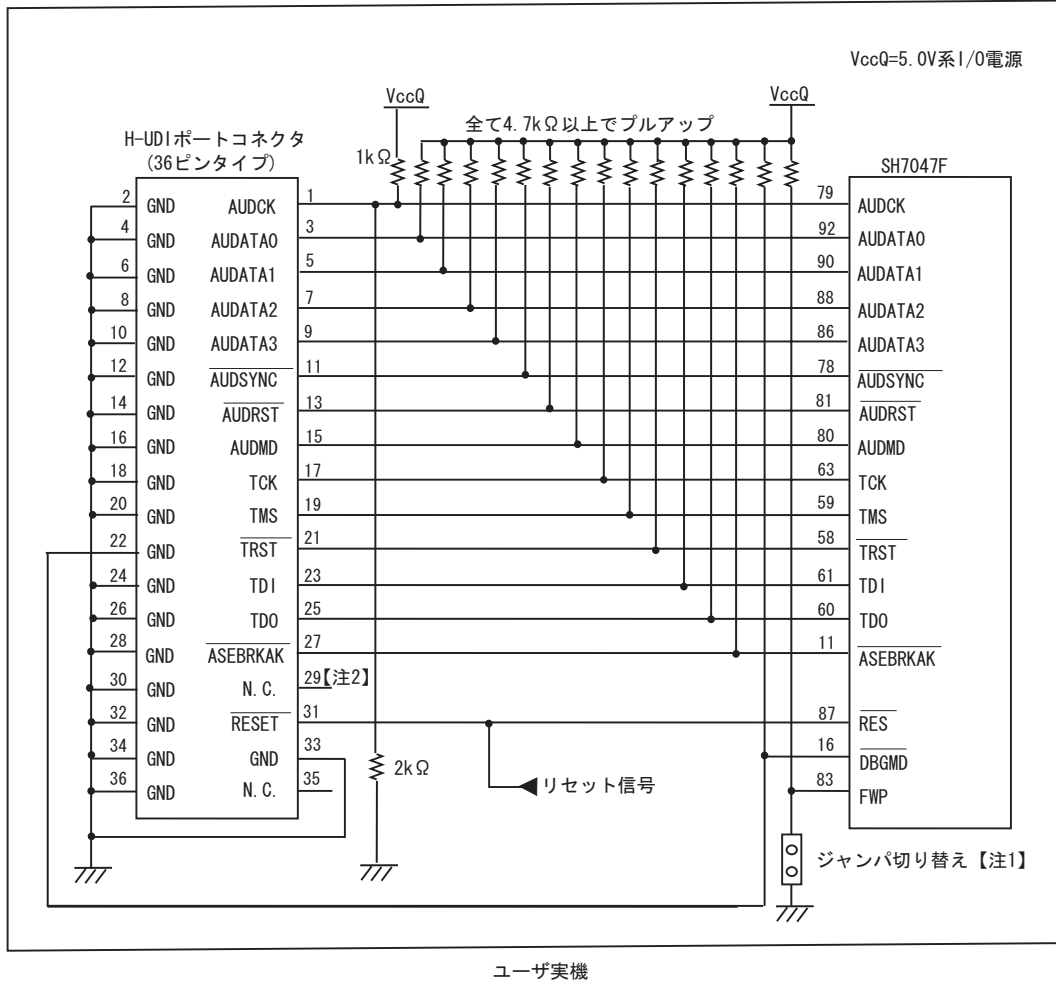 VccQ=5.0V系I/O電源
VccQ
VccQ
全て4.7kΩ以上でプルアップ
H-UDIポートコネクタ
(36ピンタイプ)
1kΩ
SH7047F
2 GND AUDCK 1 79 AUDCK
4 GND AUDATA0 3 92 AUDATA0
6 GND AUDATA1 5 90 AUDATA1
8 GND AUDATA2 7 88 AUDATA2
10 GND AUDATA3 9 86 AUDATA3
12 GND AUDSYNC 11 78 AUDSYNC
14 GND AUDRST 13 81 AUDRST
16 GND AUDMD 15 80 AUDMD
18 GND TCK 17 63 TCK
20 GND TMS 19 59 TMS
22 GND TRST 21 58 TRST
24 GND TDI 23 61 TDI
26 GND TDO 25 60 TDO
28 GND ASEBRKAK 27 11 ASEBRKAK
30 GND N.C. 29【注2】
32 GND RESET 31 87 RES
34 GND GND 33 16 DBGMD
36 GND N.C. 35 83 FWP
2kΩ
リセット信号
ジャンパ切り替え【注1】
ユーザ実機